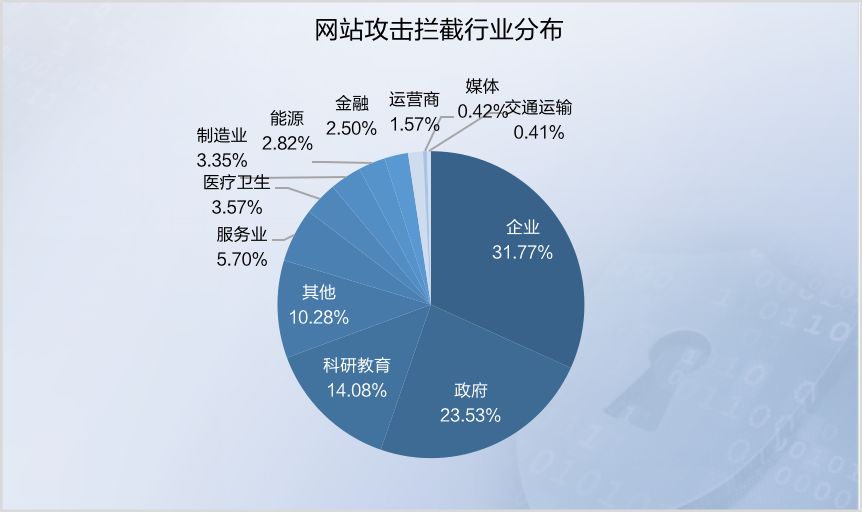 网站攻击拦截行业分布
企业
31.77%
政府
23.53%
科研教育
14.08%
其他
10.28%
服务业
5.70%
医疗卫生
3.57%
制造业
3.35%
能源
2.82%
金融
2.50%
运营商
1.57%
媒体
0.42%
交通运输
0.41%